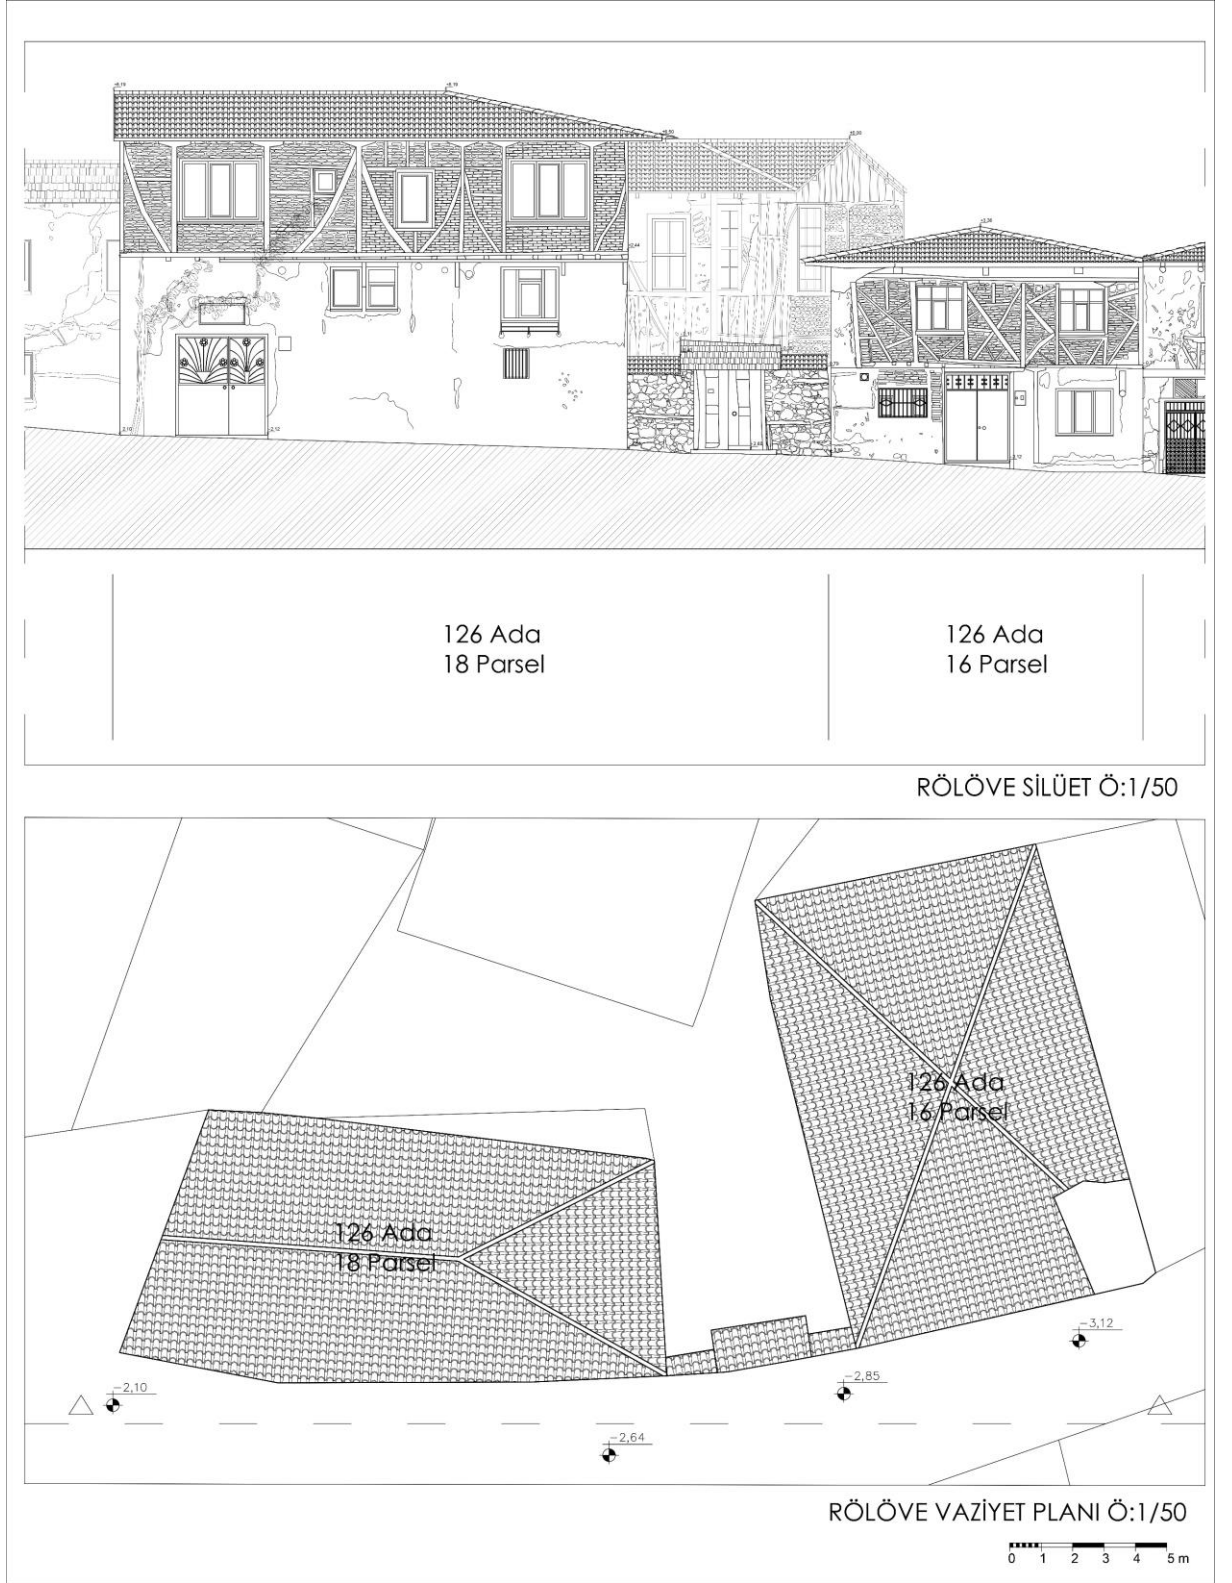 126 Ada
18 Parsel
126 Ada
16 Parsel
RÖLÖVE SİLÜET Ö:1/50
126 Ada
16 Parsel
126 Ada
18 Parsel
-3,12
-2,85
-2,10
-2,64
RÖLÖVE VAZİYET PLANI Ö:1/50
0 1 2 3 4 5 m